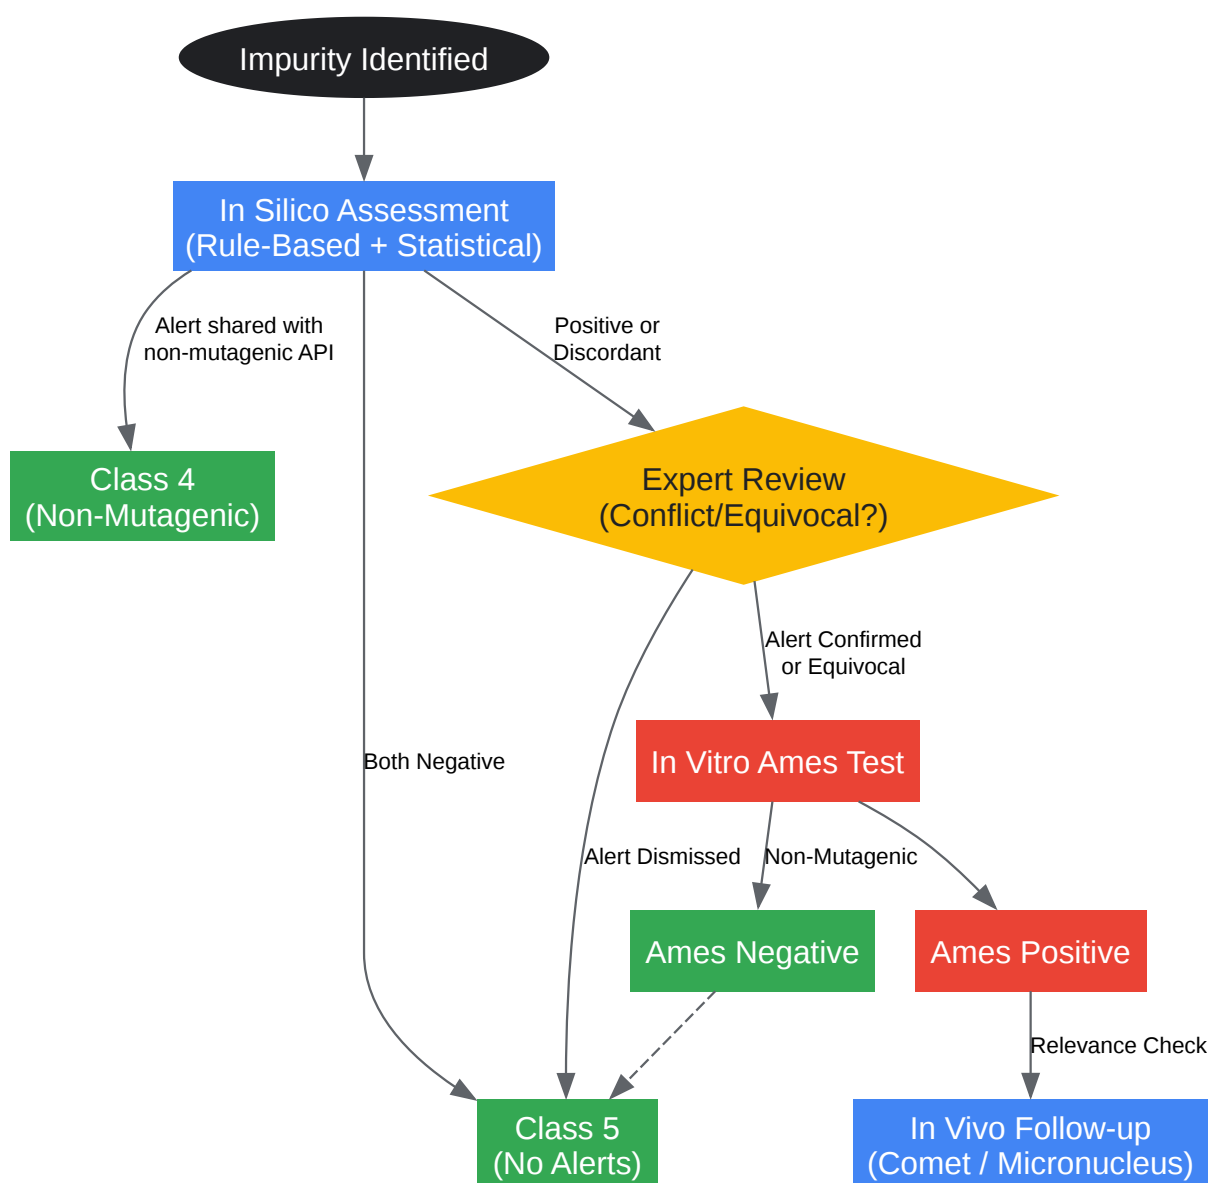 Impurity Identified
In Silico Assessment
(Rule-Based + Statistical)
Alert shared with
non-mutagenic API
Positive or
Discordant
Class 4
(Non-Mutagenic)
Expert Review
(Conflict/Equivocal?)
Alert Confirmed
or Equivocal
In Vitro Ames Test
Both Negative
Alert Dismissed
Non-Mutagenic
Ames Negative
Ames Positive
Relevance Check
Class 5
(No Alerts)
In Vivo Follow-up
(Comet / Micronucleus)